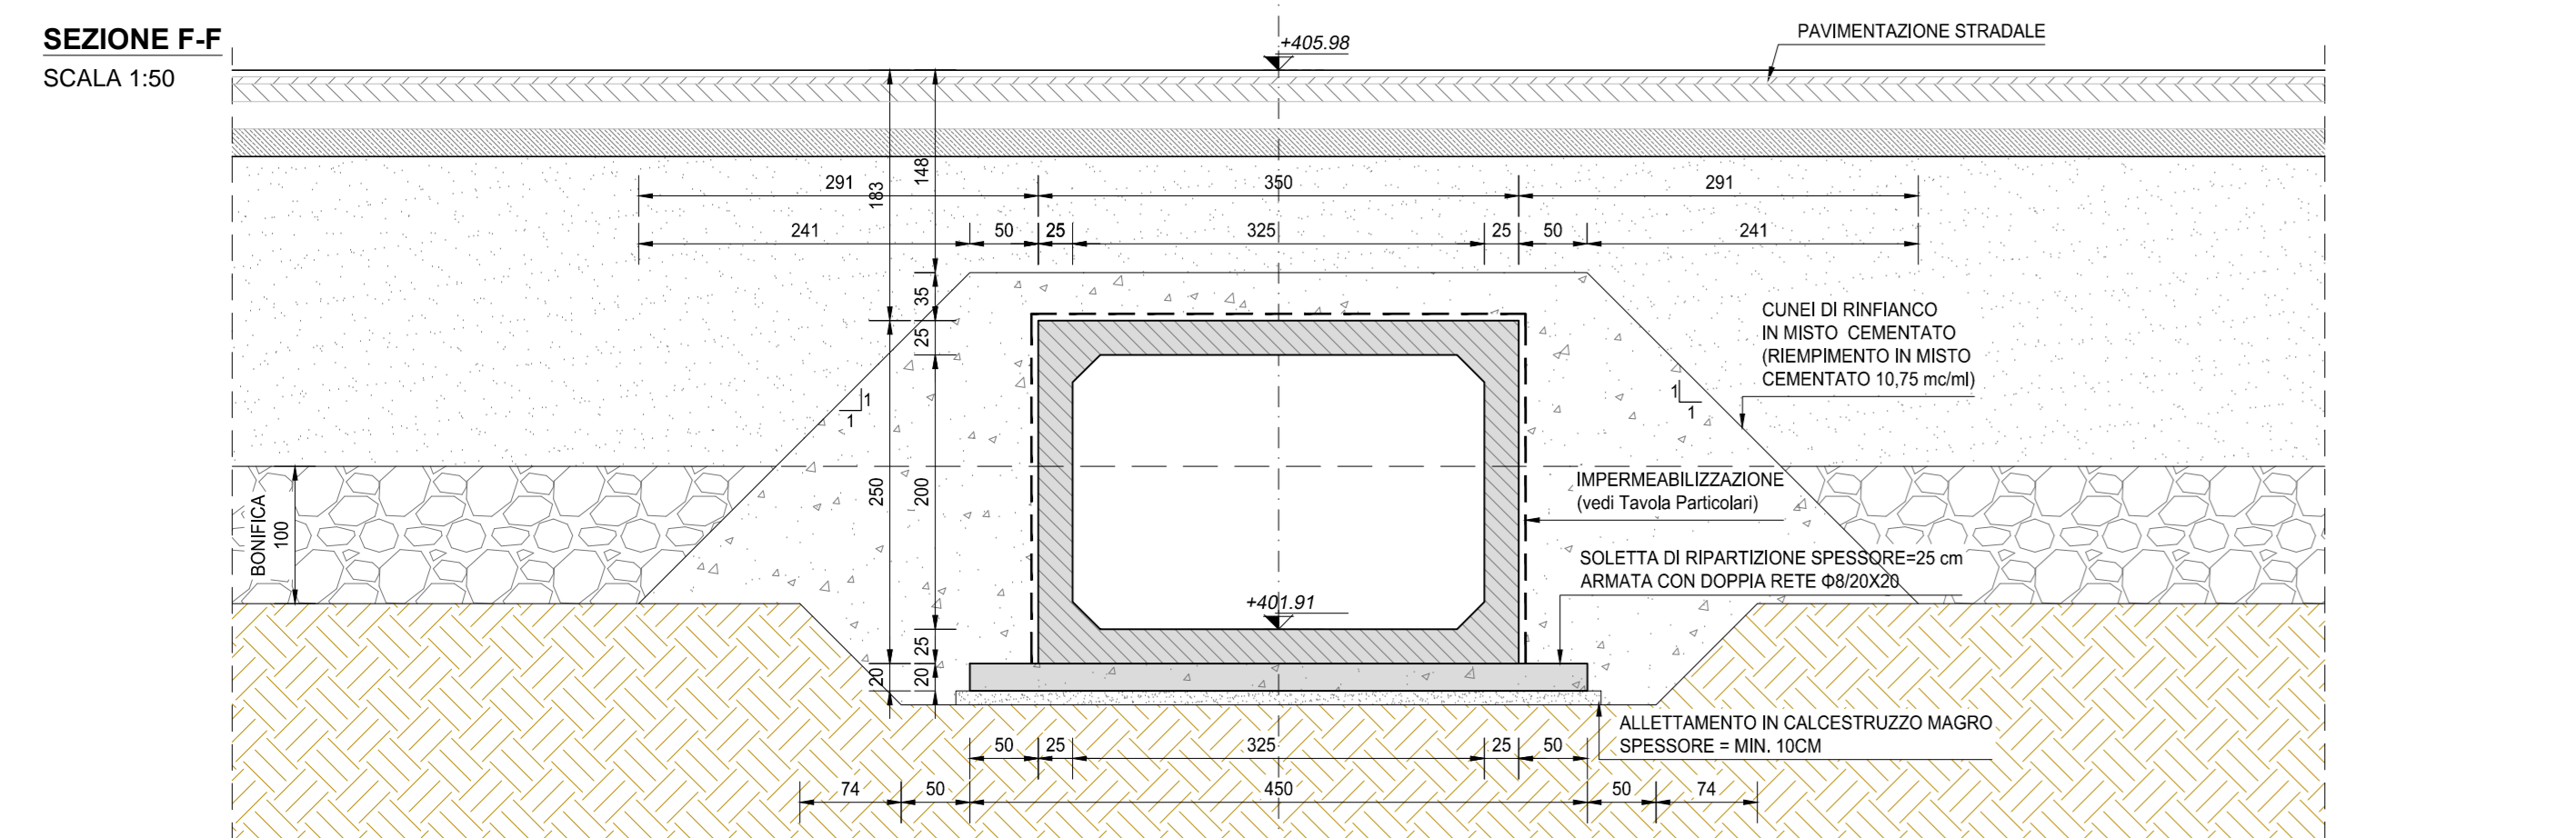 SEZIONE F-F
SCALA 1:50
+405.98
PAVIMENTAZIONE STRADALE
291
350
291
183
148
241
50
25
325
25
50
241
35
25
CUNEI DI RINFIANCO
IN MISTO CEMENTATO
(RIEMPIMENTO IN MISTO
CEMENTATO 10,75 mc/ml)
1
1
1
1
BONIFICA
100
250
200
IMPERMEABILIZZAZIONE
(vedi Tavola Particolari)
SOLETTA DI RIPARTIZIONE SPESSORE=25 cm
ARMATA CON DOPPIA RETE Φ8/20X20
+401.91
25
20
20
ALLETTAMENTO IN CALCESTRUZZO MAGRO
SPESSORE = MIN. 10CM
50
25
325
25
50
74
50
450
50
74